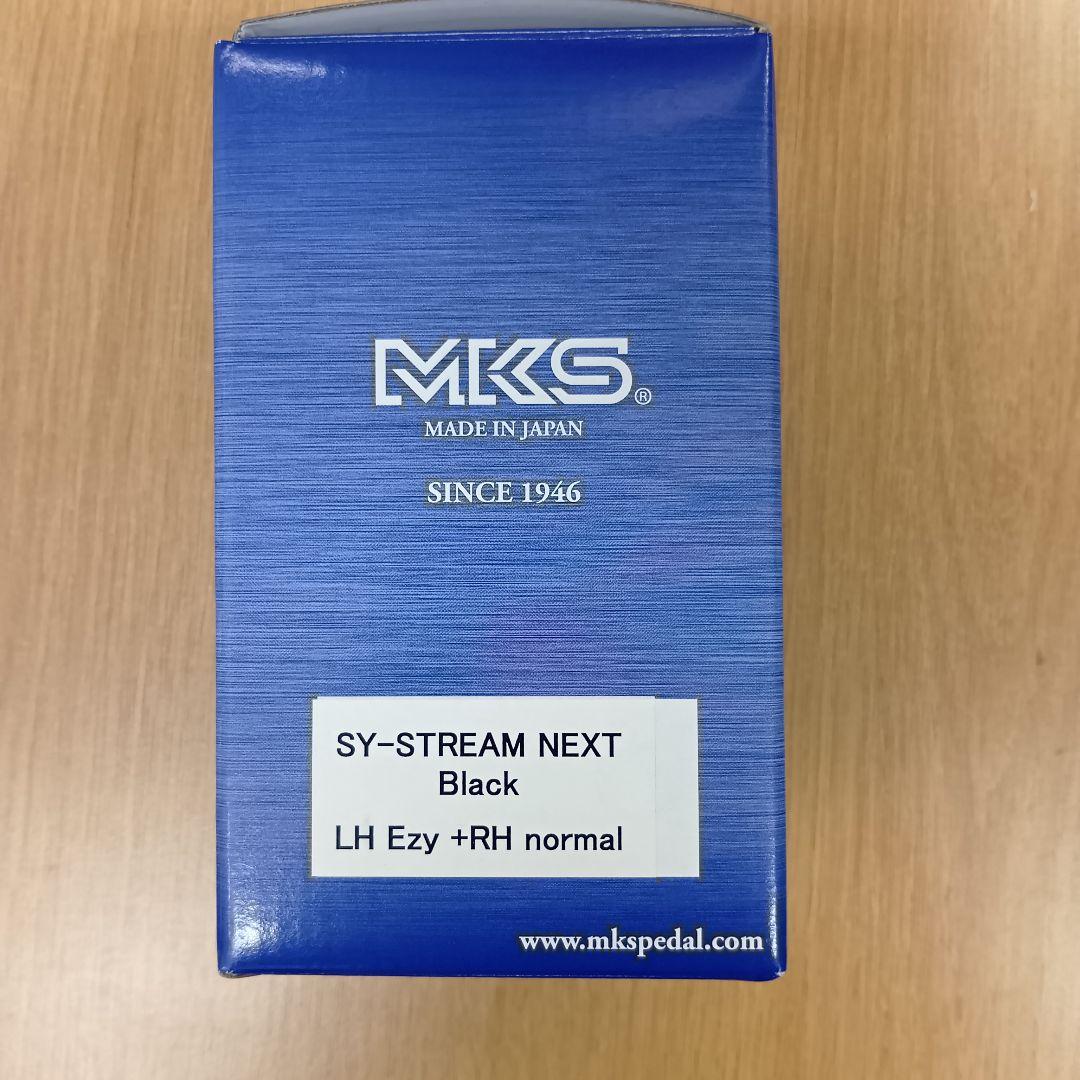 MKS®
MADE IN JAPAN
SINCE 1946
SY-STREAM NEXT
Black
LH Ezy +RH normal
www.mkspedal.com